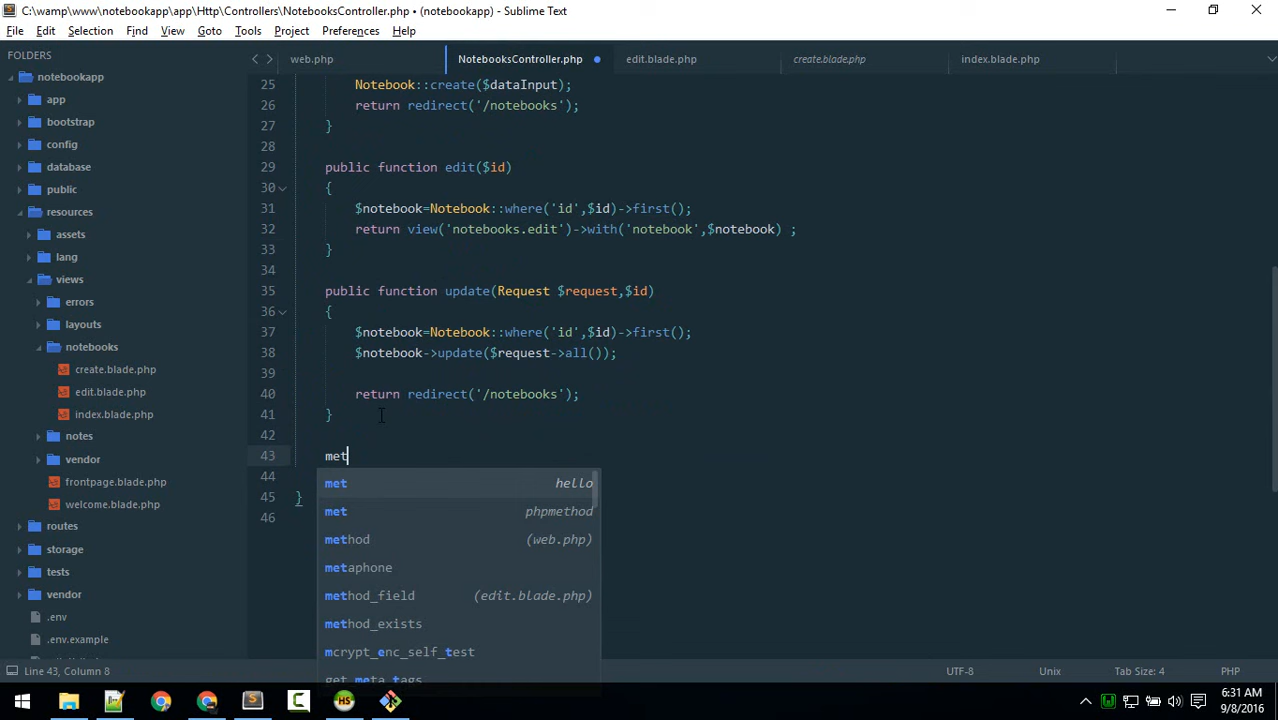 C:\wamp\www\notebookapp\app\Http\Controllers\NotebooksController.php • (notebookapp) - Sublime Text
File Edit Selection Find View Goto Tools Project Preferences Help
FOLDERS
notebookapp
app
bootstrap
config
database
public
resources
assets
lang
views
errors
layouts
notebooks
create.blade.php
edit.blade.php
index.blade.php
notes
vendor
frontpage.blade.php
welcome.blade.php
routes
storage
tests
vendor
.env
.env.example
web.php NotebooksController.php edit.blade.php create.blade.php index.blade.php
25 Notebook::create($dataInput);
26 return redirect('/notebooks');
27 }
28
29 public function edit($id)
30 {
31 $notebook=Notebook::where('id',$id)->first();
32 return view('notebooks.edit')->with('notebook',$notebook) ;
33 }
34
35 public function update(Request $request,$id)
36 {
37 $notebook=Notebook::where('id',$id)->first();
38 $notebook->update($request->all());
39
40 return redirect('/notebooks');
41 }
42
43 met
44
45 }
46
met hello
met phpmethod
method (web.php)
metaphone
method_field (edit.blade.php)
method_exists
mcrypt_enc_self_test
get_meta_tags
Line 43, Column 8 UTF-8 Unix Tab Size: 4 PHP
6:31 AM
9/8/2016